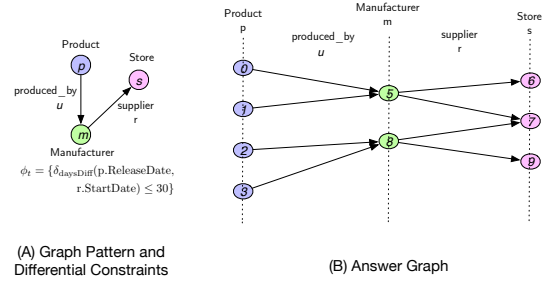 Product
p
Store
s
produced_by
u
supplier
r
m
Manufacturer
ϕt = {δdaysDiff(p.ReleaseDate,
r.StartDate) ≤ 30}
(A) Graph Pattern and
Differential Constraints
Product
p
Manufacturer
m
Store
s
produced_by
u
supplier
r
0
1
2
3
5
8
6
7
9
(B) Answer Graph